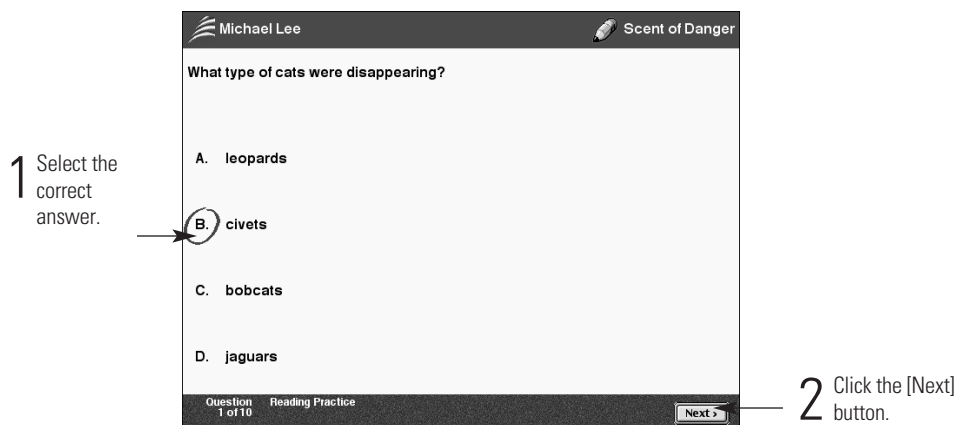 Michael Lee
Scent of Danger
What type of cats were disappearing?
A. leopards
1 Select the
correct
answer.
B. civets
C. bobcats
D. jaguars
Question
1 of 10
Reading Practice
Next ›
2 Click the [Next]
button.